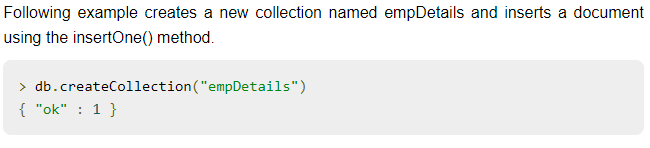 Following example creates a new collection named empDetails and inserts a document
using the insertOne() method.
> db.createCollection("empDetails")
{ "ok" : 1 }